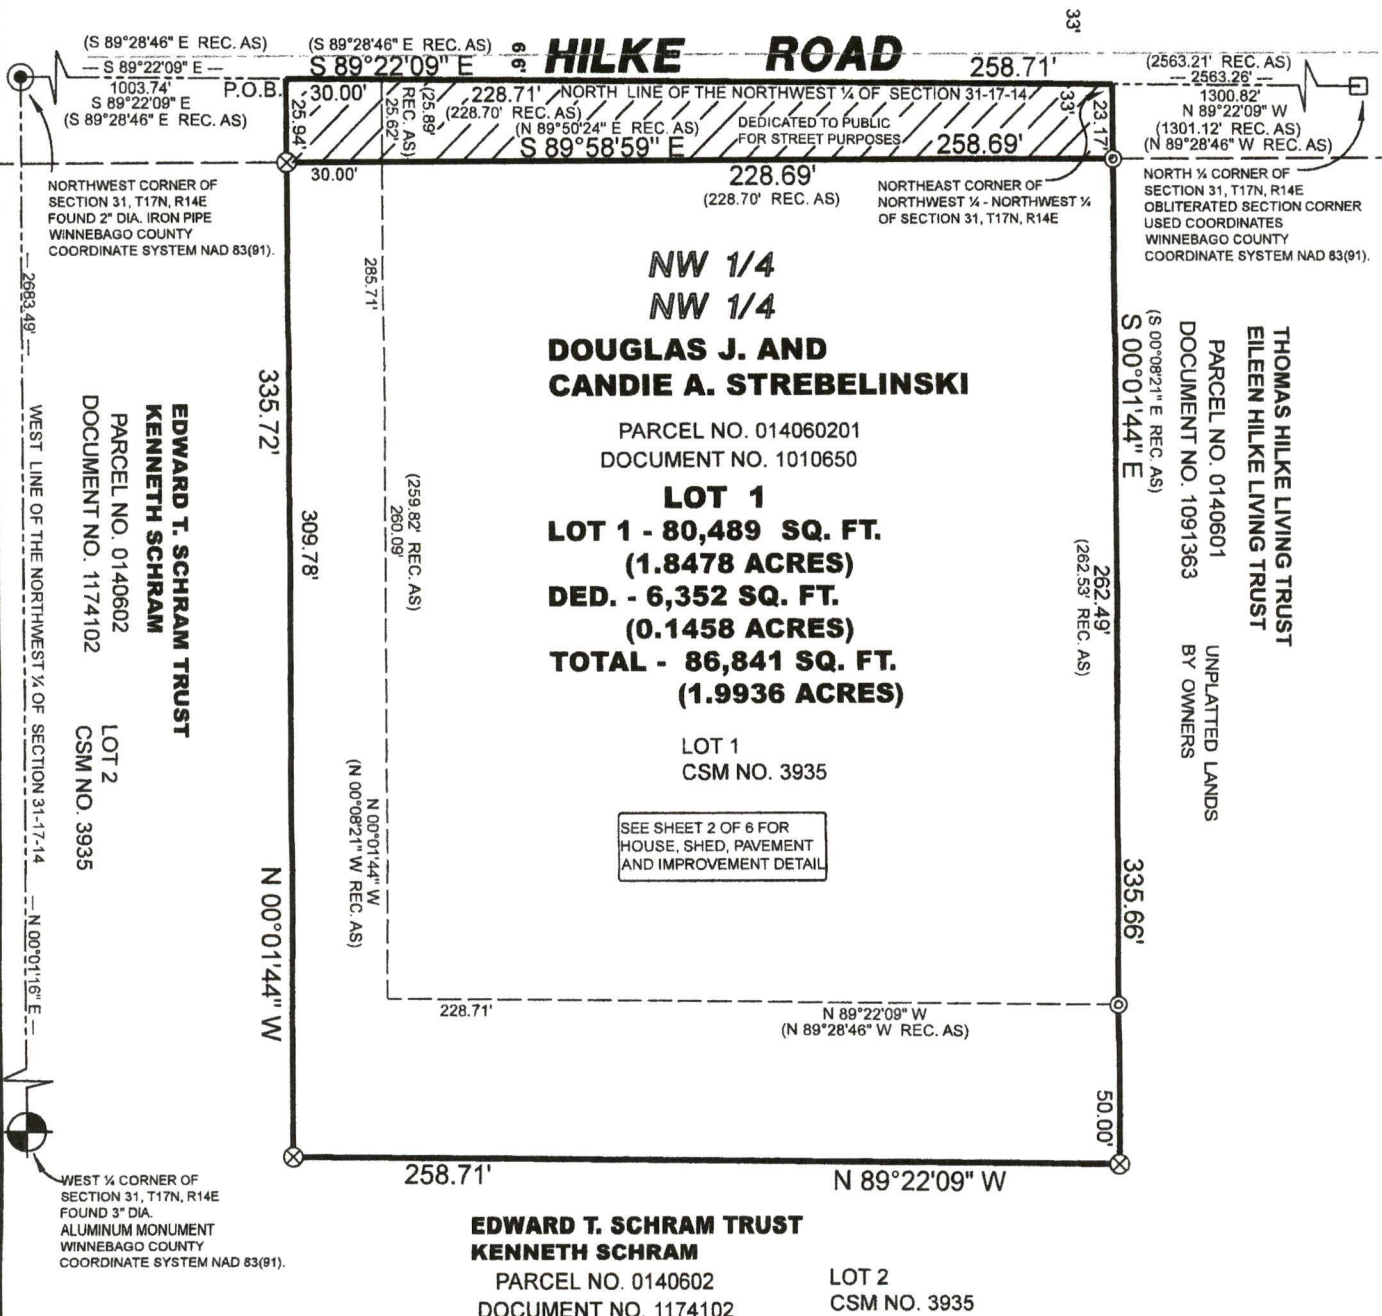 33'
(S 89°28'46" E REC. AS)
(S 89°28'46" E REC. AS)
66'
HILKE ROAD
(2563.21' REC. AS)
S 89°22'09" E
S 89°22'09" E
258.71'
2563.26'
1003.74'
S 89°22'09" E
(S 89°28'46" E REC. AS)
P.O.B.
30.00'
228.71'
NORTH LINE OF THE NORTHWEST ¼ OF SECTION 31-17-14
33'
1300.82'
N 89°22'09" W
(1301.12' REC. AS)
(N 89°28'46" W REC. AS)
25.94'
25.62'
(25.89' REC. AS)
(228.70' REC. AS)
(N 89°50'24" E REC. AS)
S 89°58'59" E
DEDICATED TO PUBLIC
FOR STREET PURPOSES
258.69'
23.17'
30.00'
228.69'
(228.70' REC. AS)
NORTHWEST CORNER OF
SECTION 31, T17N, R14E
FOUND 2" DIA. IRON PIPE
WINNEBAGO COUNTY
COORDINATE SYSTEM NAD 83(91).
NORTHEAST CORNER OF
NORTHWEST ¼ - NORTHWEST ¼
OF SECTION 31, T17N, R14E
NORTH ¼ CORNER OF
SECTION 31, T17N, R14E
OBLITERATED SECTION CORNER
USED COORDINATES
WINNEBAGO COUNTY
COORDINATE SYSTEM NAD 83(91).
2683.49'
WEST LINE OF THE NORTHWEST ¼ OF SECTION 31-17-14
N 00°01'16" E
EDWARD T. SCHRAM TRUST
KENNETH SCHRAM
PARCEL NO. 0140602
DOCUMENT NO. 1174102
LOT 2
CSM NO. 3935
335.72'
N 00°01'44" W
309.78'
285.71'
(259.82' REC. AS)
260.09'
N 00°01'44" W
(N 00°08'21" W REC. AS)
NW 1/4
NW 1/4
DOUGLAS J. AND
CANDIE A. STREBELINSKI
PARCEL NO. 014060201
DOCUMENT NO. 1010650
LOT 1
LOT 1 - 80,489 SQ. FT.
(1.8478 ACRES)
DED. - 6,352 SQ. FT.
(0.1458 ACRES)
TOTAL - 86,841 SQ. FT.
(1.9936 ACRES)
LOT 1
CSM NO. 3935
SEE SHEET 2 OF 6 FOR
HOUSE, SHED, PAVEMENT
AND IMPROVEMENT DETAIL
(S 00°08'21" E REC. AS)
S 00°01'44" E
262.49'
(262.53' REC. AS)
335.66'
50.00'
THOMAS HILKE LIVING TRUST
EILEEN HILKE LIVING TRUST
PARCEL NO. 0140601
DOCUMENT NO. 1091363
UNPLATTED LANDS
BY OWNERS
228.71'
N 89°22'09" W
(N 89°28'46" W REC. AS)
258.71'
N 89°22'09" W
WEST ¼ CORNER OF
SECTION 31, T17N, R14E
FOUND 3" DIA.
ALUMINUM MONUMENT
WINNEBAGO COUNTY
COORDINATE SYSTEM NAD 83(91).
EDWARD T. SCHRAM TRUST
KENNETH SCHRAM
PARCEL NO. 0140602
DOCUMENT NO. 1174102
LOT 2
CSM NO. 3935